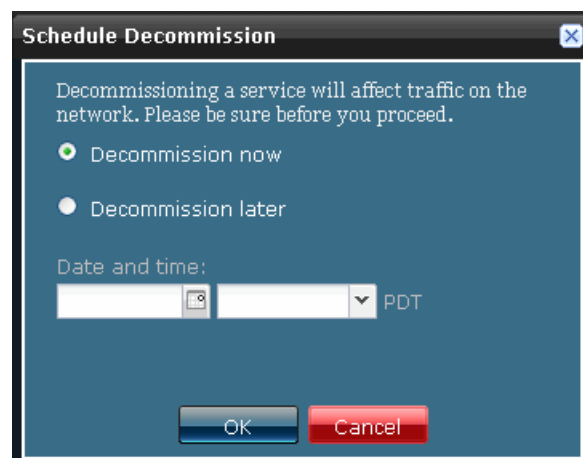 Schedule Decommission
Decommissioning a service will affect traffic on the
network. Please be sure before you proceed.
Decommission now
Decommission later
Date and time:
PDT
OK
Cancel